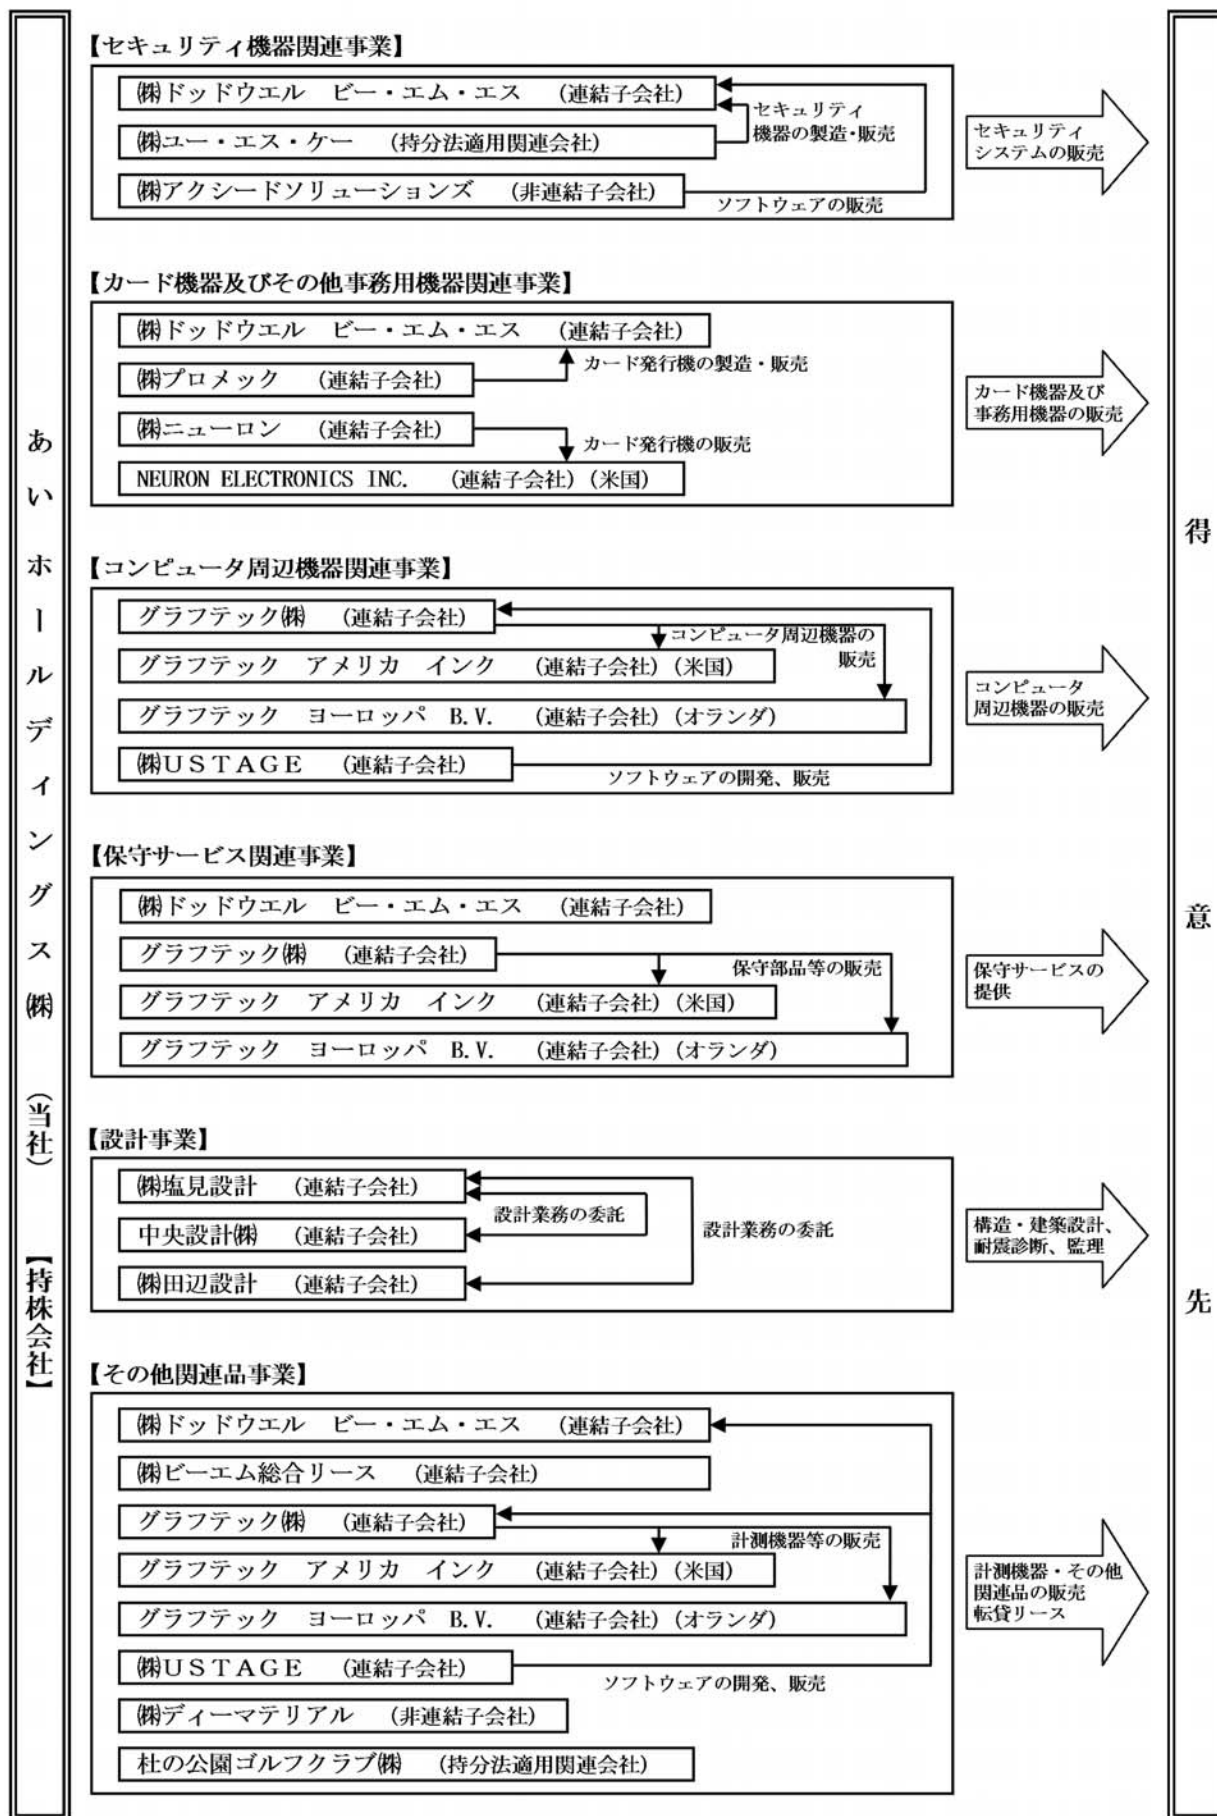 あいホールディングス㈱ (当社) 【持株会社】
【セキュリティ機器関連事業】
㈱ドッドウエル ビー・エム・エス (連結子会社)
㈱ユー・エス・ケー (持分法適用関連会社)
セキュリティ
機器の製造・販売
㈱アクシードソリューションズ (非連結子会社)
ソフトウェアの販売
セキュリティ
システムの販売
【カード機器及びその他事務用機器関連事業】
㈱ドッドウエル ビー・エム・エス (連結子会社)
㈱プロメック (連結子会社)
カード発行機の製造・販売
㈱ニューロン (連結子会社)
カード発行機の販売
NEURON ELECTRONICS INC. (連結子会社)(米国)
カード機器及び
事務用機器の販売
【コンピュータ周辺機器関連事業】
グラフテック㈱ (連結子会社)
コンピュータ周辺機器の
販売
グラフテック アメリカ インク (連結子会社)(米国)
グラフテック ヨーロッパ B.V. (連結子会社)(オランダ)
㈱USTAGE (連結子会社)
ソフトウェアの開発、販売
コンピュータ
周辺機器の販売
【保守サービス関連事業】
㈱ドッドウエル ビー・エム・エス (連結子会社)
グラフテック㈱ (連結子会社)
保守部品等の販売
グラフテック アメリカ インク (連結子会社)(米国)
グラフテック ヨーロッパ B.V. (連結子会社)(オランダ)
保守サービスの
提供
【設計事業】
㈱塩見設計 (連結子会社)
設計業務の委託
中央設計㈱ (連結子会社)
設計業務の委託
㈱田辺設計 (連結子会社)
構造・建築設計、
耐震診断、監理
【その他関連品事業】
㈱ドッドウエル ビー・エム・エス (連結子会社)
㈱ビーエム総合リース (連結子会社)
グラフテック㈱ (連結子会社)
計測機器等の販売
グラフテック アメリカ インク (連結子会社)(米国)
グラフテック ヨーロッパ B.V. (連結子会社)(オランダ)
㈱USTAGE (連結子会社)
ソフトウェアの開発、販売
㈱ディーマテリアル (非連結子会社)
杜の公園ゴルフクラブ㈱ (持分法適用関連会社)
計測機器・その他
関連品の販売
転貸リース
得意先